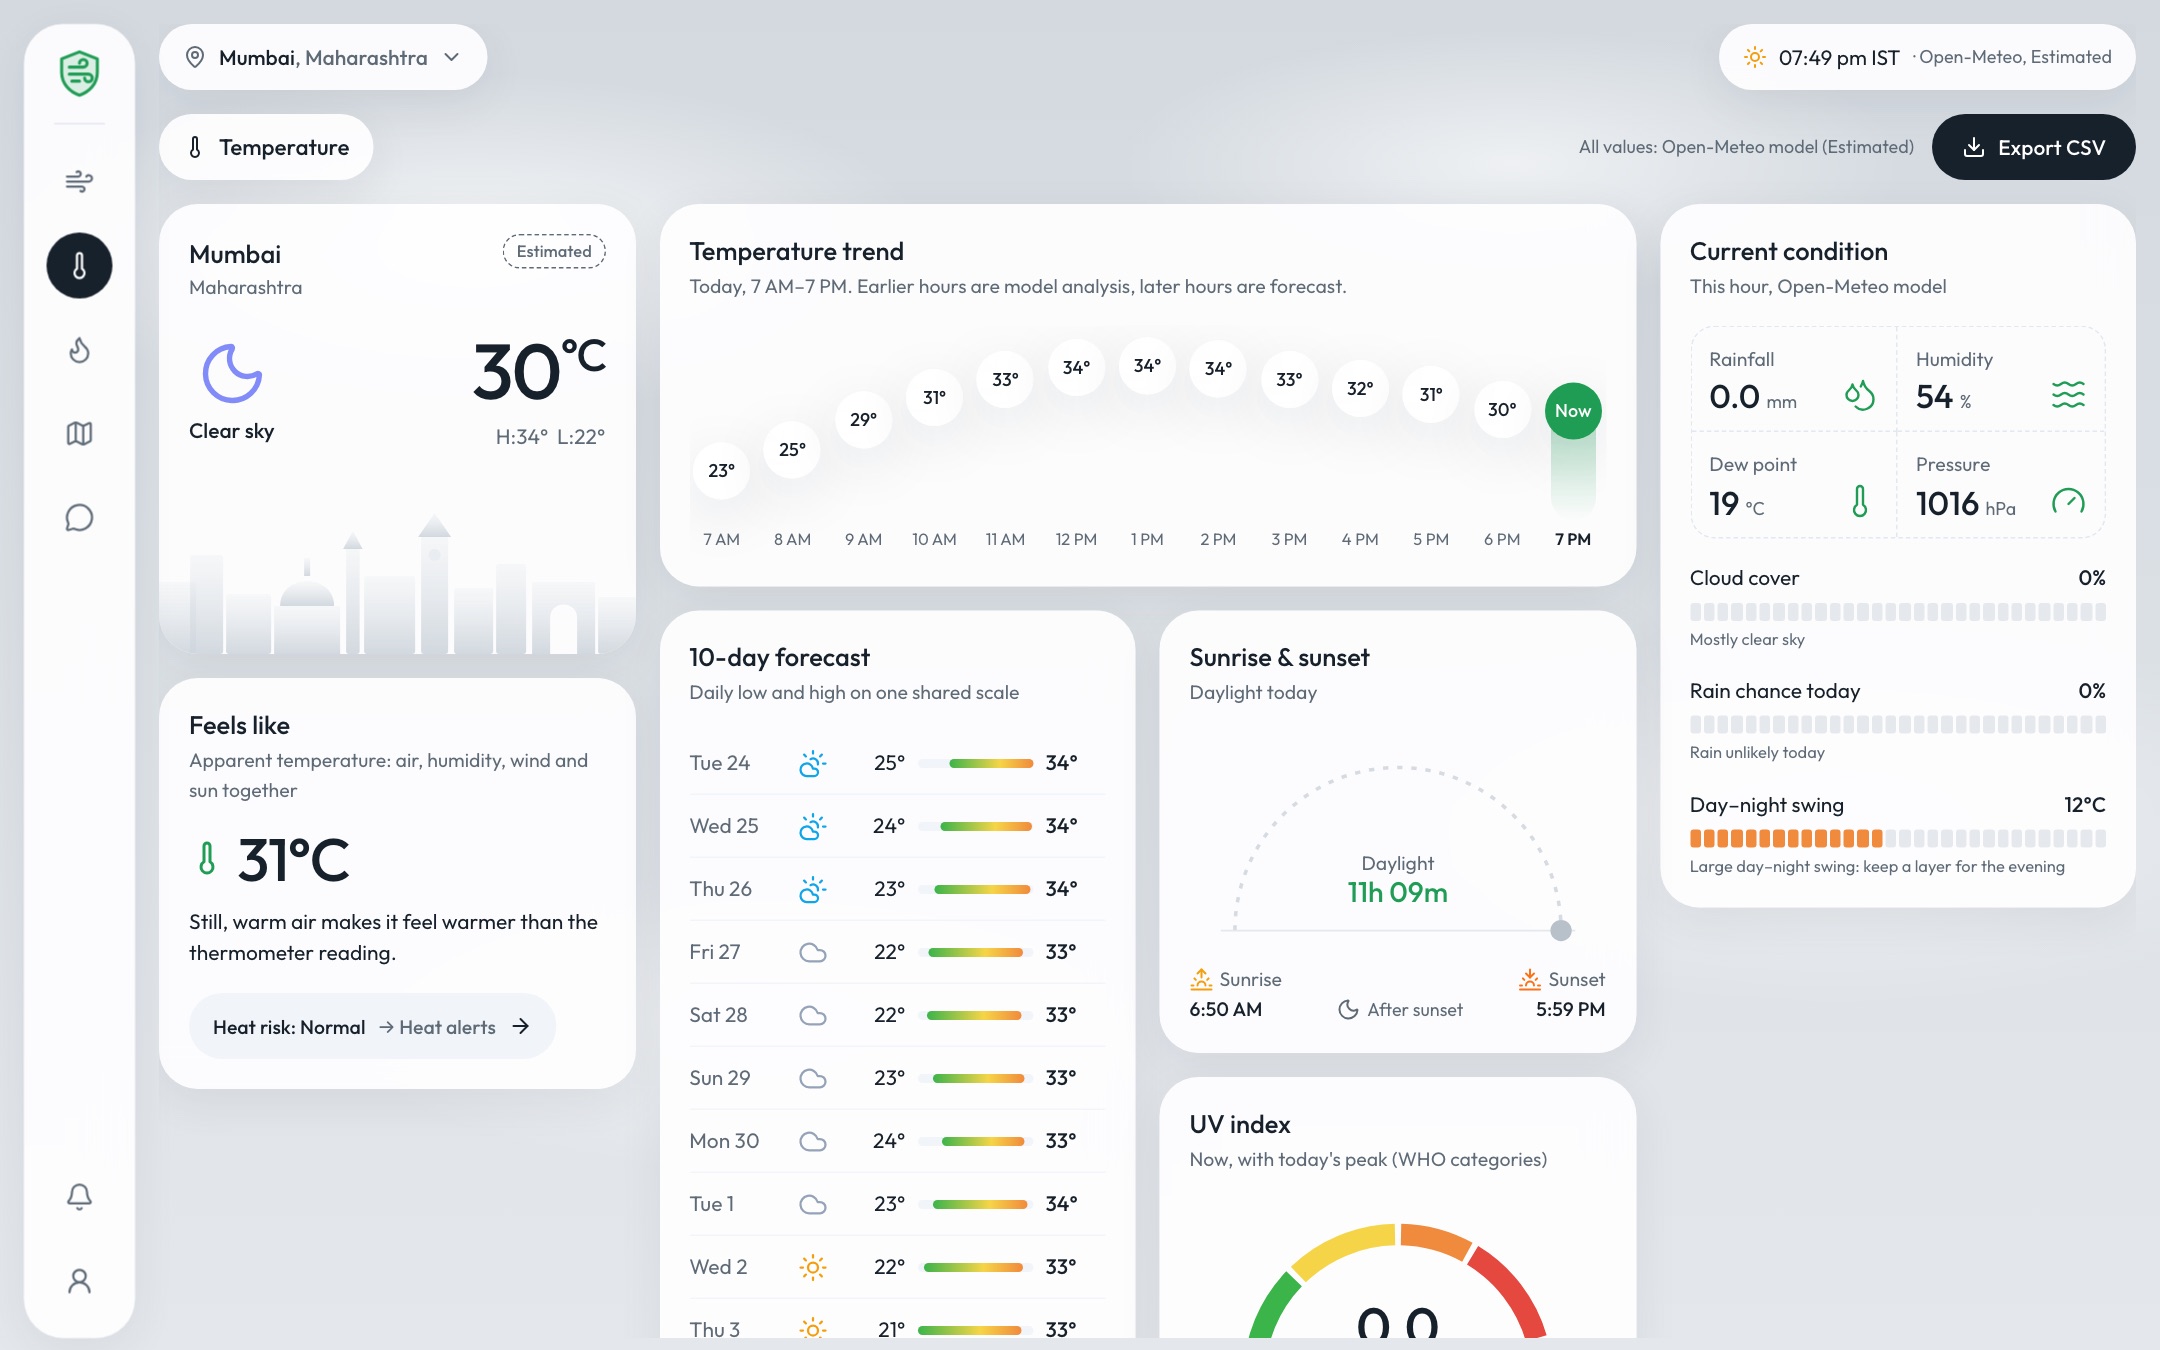 Mumbai, Maharashtra
07:49 pm IST · Open-Meteo, Estimated
Temperature
All values: Open-Meteo model (Estimated)
Export CSV
Mumbai
Estimated
Maharashtra
30°C
Clear sky
H:34° L:22°
Feels like
Apparent temperature: air, humidity, wind and
sun together
31°C
Still, warm air makes it feel warmer than the
thermometer reading.
Heat risk: Normal → Heat alerts →
Temperature trend
Today, 7 AM–7 PM. Earlier hours are model analysis, later hours are forecast.
23° 25° 29° 31° 33° 34° 34° 34° 33° 32° 31° 30° Now
7 AM 8 AM 9 AM 10 AM 11 AM 12 PM 1 PM 2 PM 3 PM 4 PM 5 PM 6 PM 7 PM
10-day forecast
Daily low and high on one shared scale
Tue 24 25° 34°
Wed 25 24° 34°
Thu 26 23° 34°
Fri 27 22° 33°
Sat 28 22° 33°
Sun 29 23° 33°
Mon 30 24° 33°
Tue 1 23° 34°
Wed 2 22° 33°
Thu 3 21° 33°
Sunrise & sunset
Daylight today
Daylight
11h 09m
Sunrise
6:50 AM
After sunset
Sunset
5:59 PM
UV index
Now, with today's peak (WHO categories)
0.0
Current condition
This hour, Open-Meteo model
Rainfall
0.0 mm
Humidity
54 %
Dew point
19 °C
Pressure
1016 hPa
Cloud cover 0%
Mostly clear sky
Rain chance today 0%
Rain unlikely today
Day–night swing 12°C
Large day–night swing: keep a layer for the evening